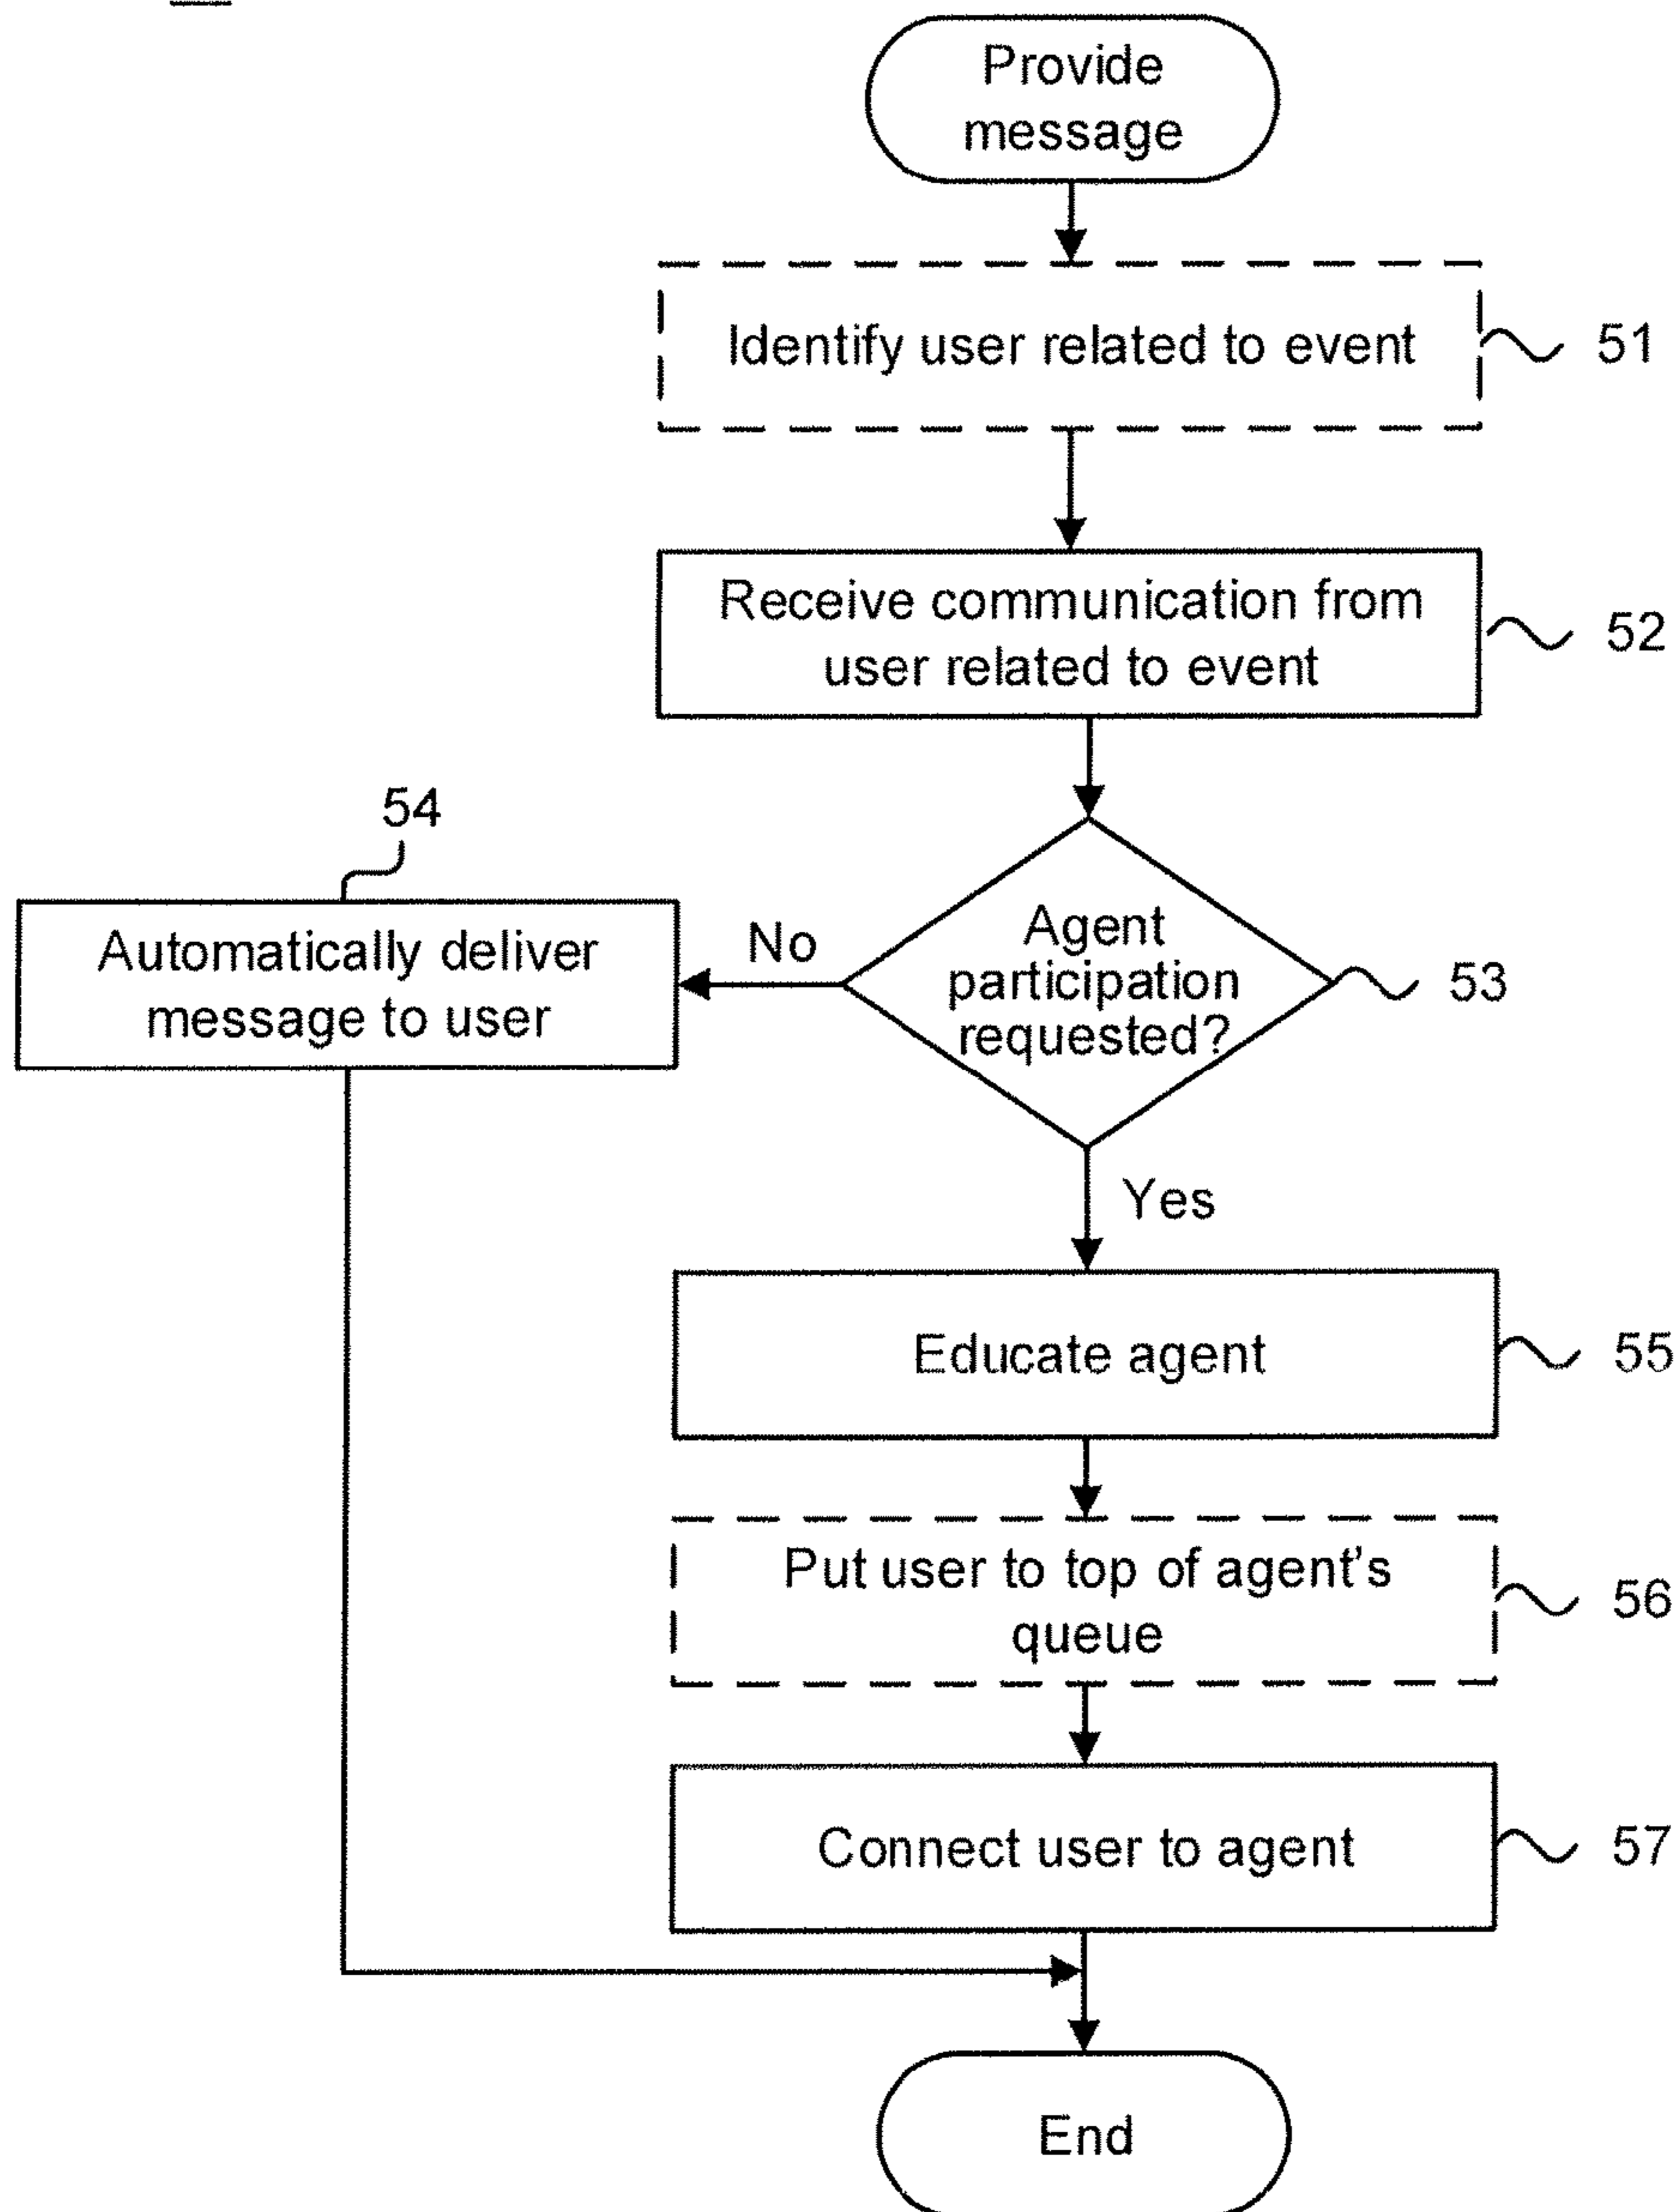 Provide
message
Identify user related to event
51
Receive communication from
user related to event
52
54
Automatically deliver
message to user
No
Agent
participation
requested?
53
Yes
Educate agent
55
Put user to top of agent's
queue
56
Connect user to agent
57
End